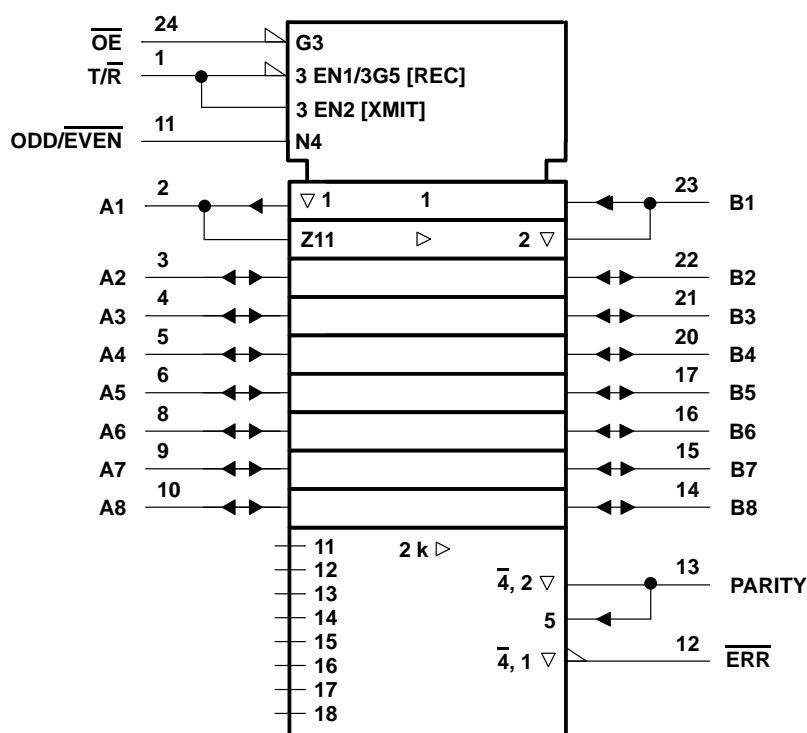 24
OE
G3
1
T/R
3 EN1/3G5 [REC]
3 EN2 [XMIT]
11
ODD/EVEN
N4
2
23
A1
▽ 1
1
B1
Z11
▷
2 ▽
3
22
A2
B2
4
21
A3
B3
5
20
A4
B4
6
17
A5
B5
8
16
A6
B6
9
15
A7
B7
10
14
A8
B8
11
2 k ▷
12
13
4, 2 ▽
13
PARITY
14
5
15
12
16
4, 1 ▽
ERR
17
18